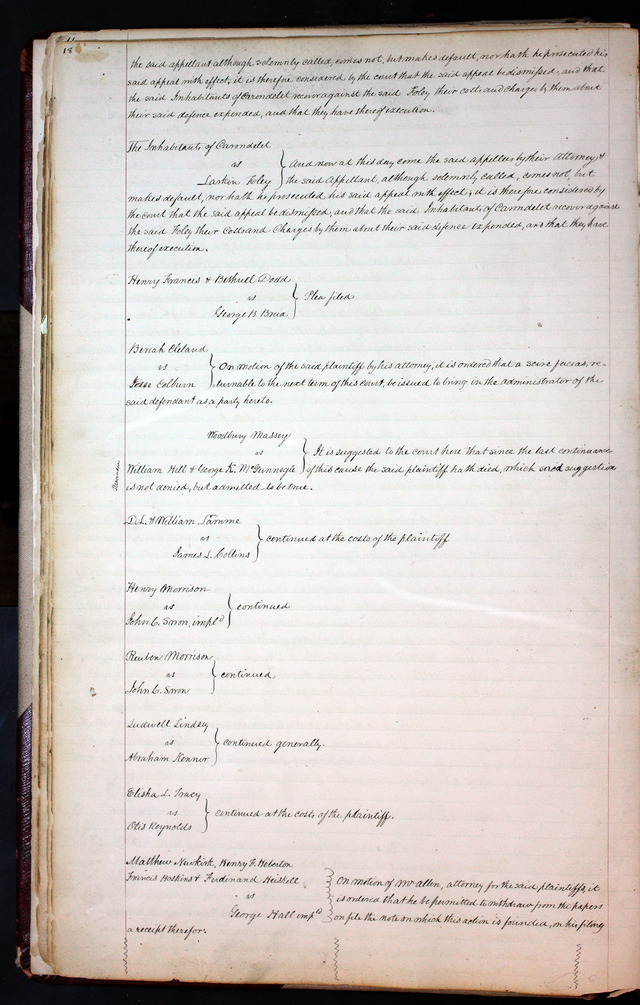 18
the said appellant although solemnly called, comes not, but makes default, nor hath he prosecuted his
said appeal with effect, it is therefore considered by the court that the said appeal be dismissed, and that
the said Inhabitants of Carondelet recover against the said Foley their costs and charges by them about
their said defence expended, and that they have thereof execution.
The Inhabitants of Carondelet
vs
Larkin Foley
And now at this day come the said appellees by their Attorney, &
the said Appellant, although solemnly called, comes not, but
makes default, nor hath he prosecuted his said appeal with effect; it is therefore considered by
the court that the said appeal be dismissed, and that the said Inhabitants of Carondelet recover against
the said Foley their Costs and Charges by them about their said defence expended, and that they have
thereof execution.
Henry Francis & Bethuel Dodd
vs
George B. Brua
Plea filed
Beriah Cleland
vs
Jesse Colburn
On motion of the said plaintiff by his attorney, it is ordered that a scire facias, re-
turnable to the next term of this court, be issued to bring in the administrator of the
said defendant as a party hereto.
Woodbury Massey
vs
William Hill & George K. McGunnegle
It is suggested to the court here that since the last continuance
of this cause the said plaintiff hath died, which said suggestion
is not denied, but admitted to be true.
D. L. & William Lamme
vs
James L. Collins
continued at the costs of the plaintiff
Henry Morrison
vs
John C. Swon, impld
continued
Reuben Morrison
vs
John C. Swon
continued
Ludwell Lindsey
vs
Abraham Kenner
continued generally.
Elisha L. Tracy
vs
Otis Reynolds
continued at the costs of the plaintiff.
Matthew Newkirk, Henry F. Heberton
Francis Hoskins & Ferdinand Heiskell
vs
George Hall impld
On motion of Mr Allen, attorney for the said plaintiffs, it
is ordered that he be permitted to withdraw from the papers
on file the note on which this action is founded, on his filing
a receipt therefor.